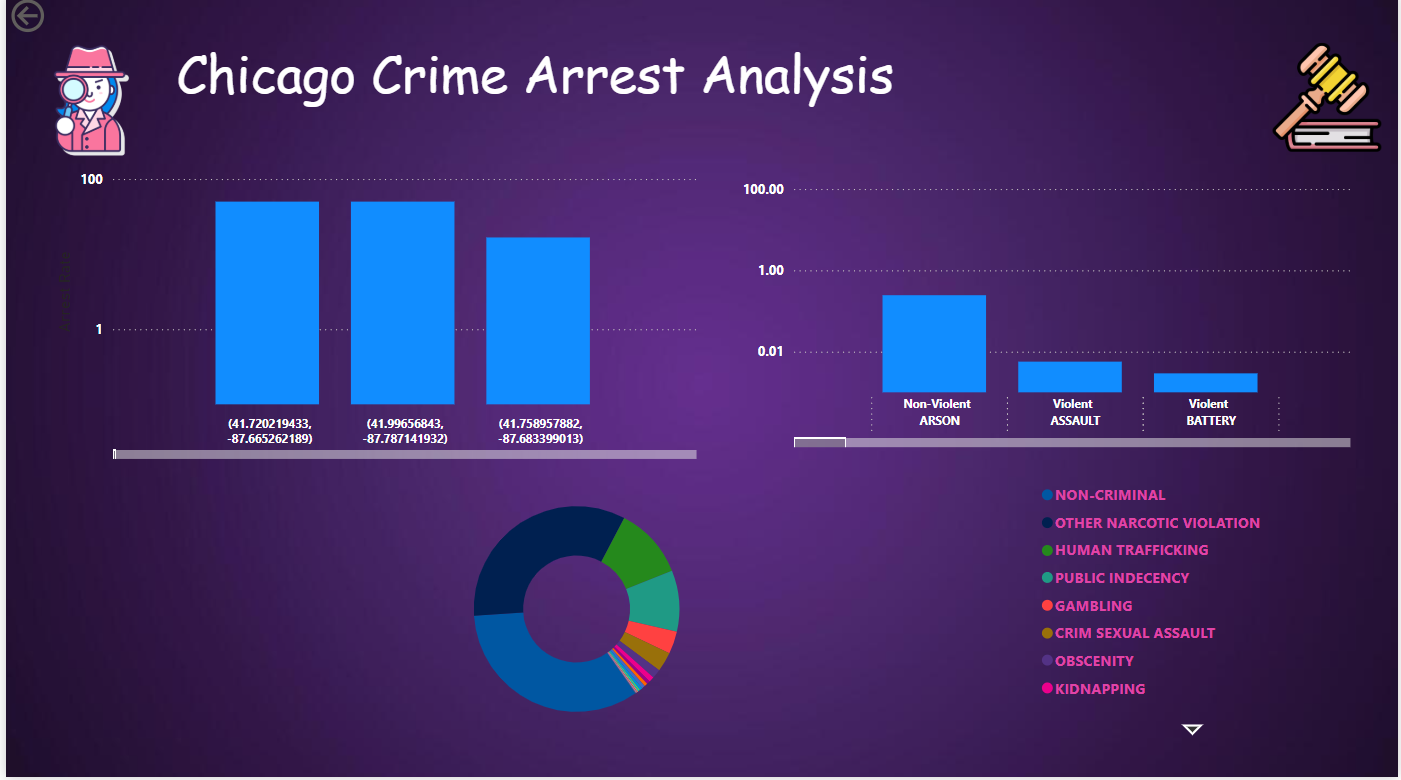 Chicago Crime Arrest Analysis
100
1
Arrest Rate
(41.720219433,
-87.665262189)
(41.99656843,
-87.787141932)
(41.758957882,
-87.683399013)
100.00
1.00
0.01
Non-Violent
ARSON
Violent
ASSAULT
Violent
BATTERY
NON-CRIMINAL
OTHER NARCOTIC VIOLATION
HUMAN TRAFFICKING
PUBLIC INDECENCY
GAMBLING
CRIM SEXUAL ASSAULT
OBSCENITY
KIDNAPPING